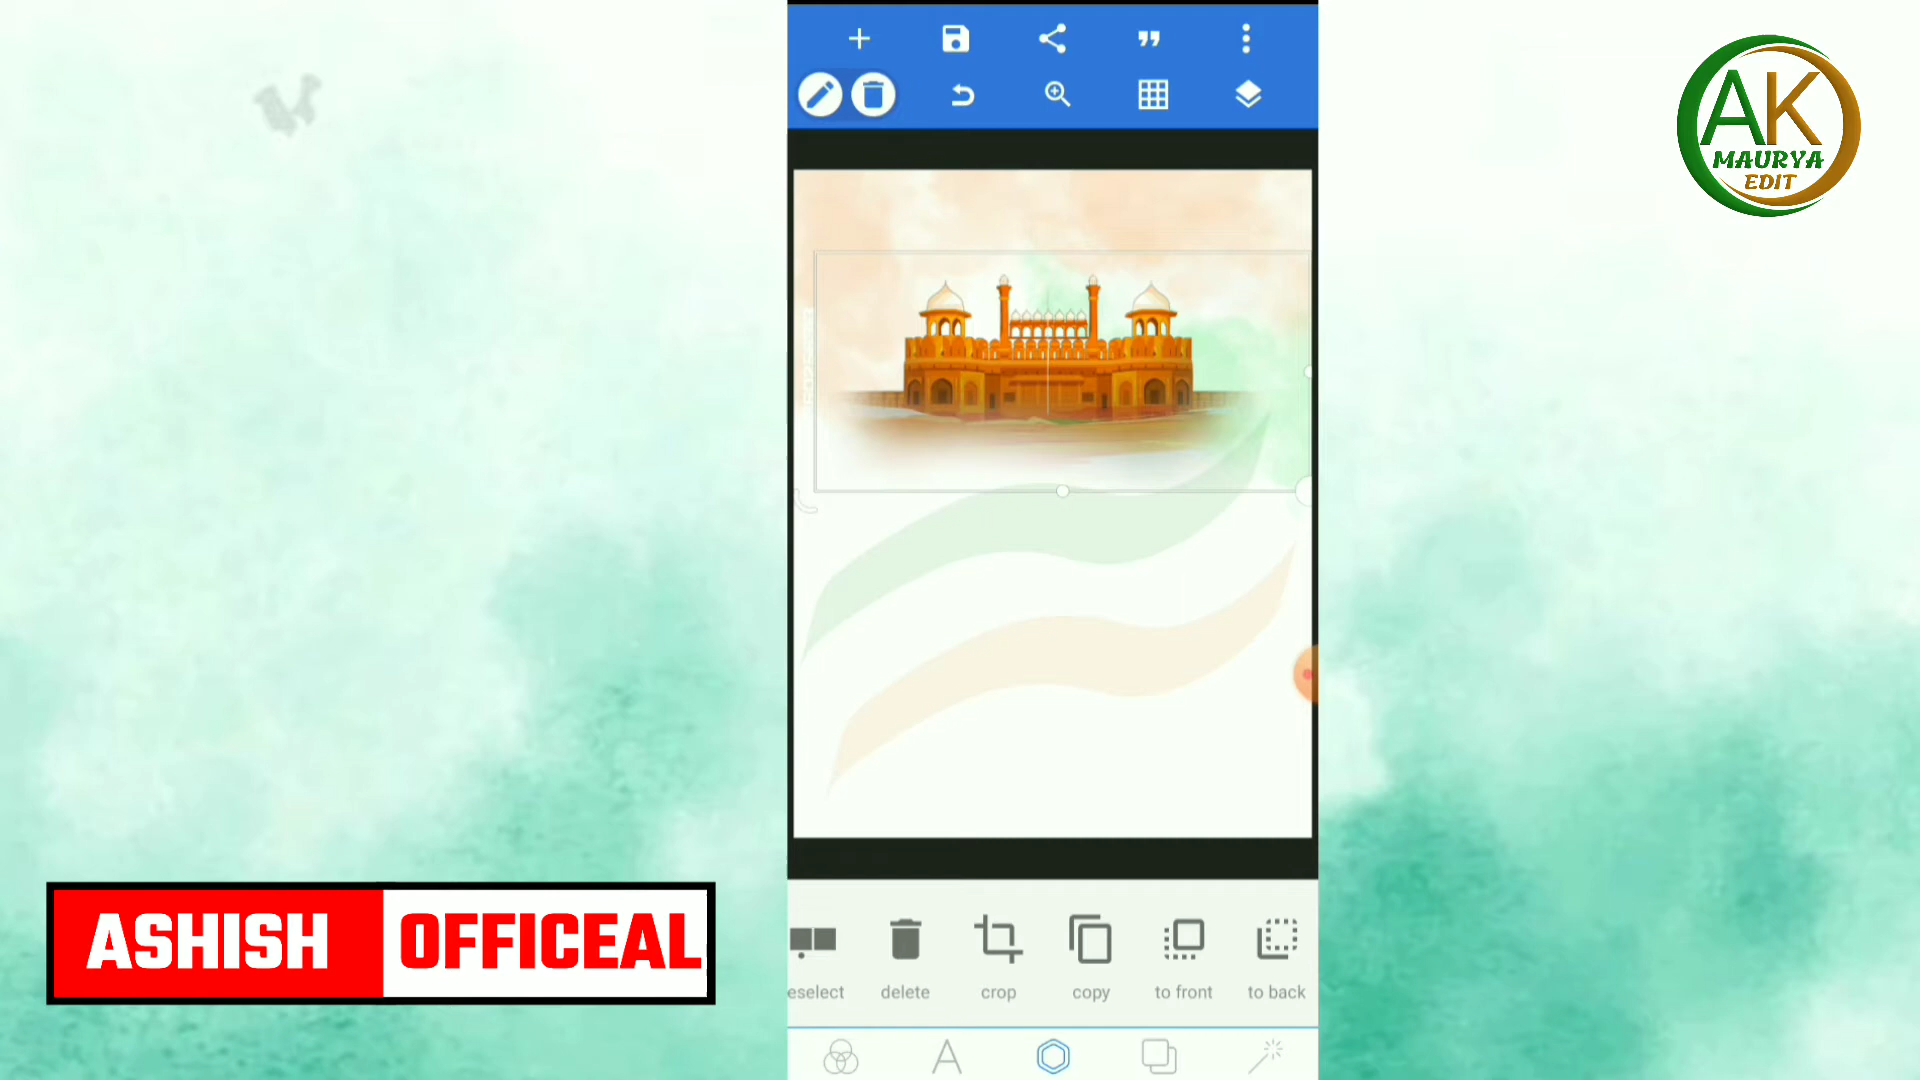 AK
MAURYA
EDIT
ASHISH OFFICEAL
eselect delete crop copy to front to back